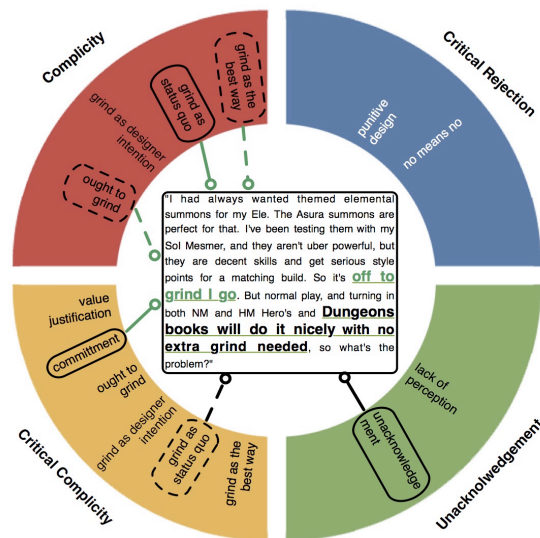 Complicity
grind as the
best way
grind as
status quo
grind as designer
intention
ought to
grind
Critical Rejection
punitive
design
no means no
"I had always wanted themed elemental
summons for my Ele. The Asura summons are
perfect for that. I've been testing them with my
Sol Mesmer, and they aren't uber powerful, but
they are decent skills and get serious style
points for a matching build. So it's off to
grind I go. But normal play, and turning in
both NM and HM Hero's and Dungeons
books will do it nicely with no
extra grind needed, so what's the
problem?"
value
justification
committment
ought to
grind
grind as designer
intention
grind as
status quo
grind as the
best way
Critical Complicity
lack of
perception
unacknowledge
ment
Unacknolwedgement